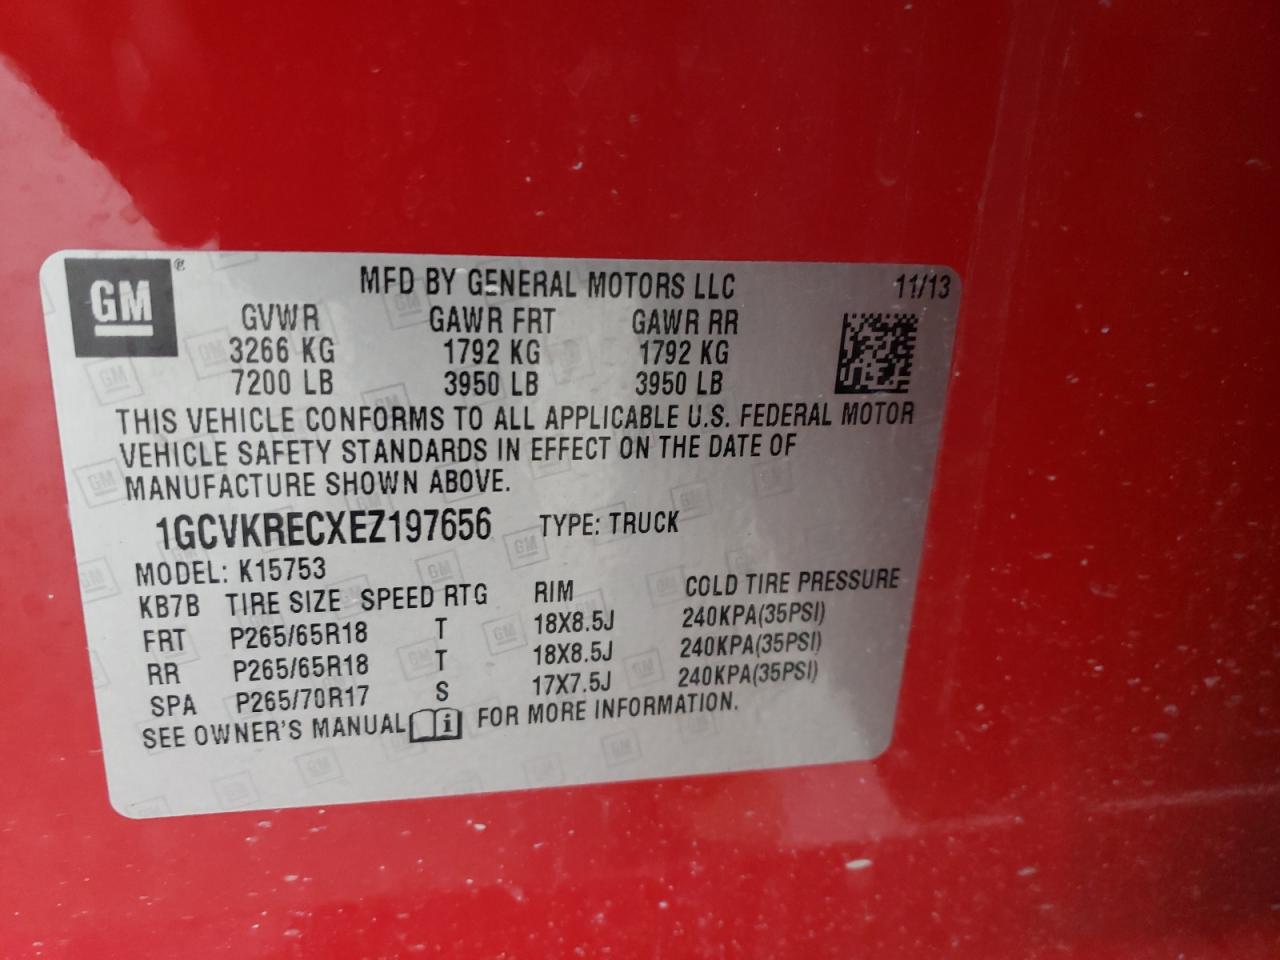 GM ®
MFD BY GENERAL MOTORS LLC 11/13
GVWR GAWR FRT GAWR RR
3266 KG 1792 KG 1792 KG
7200 LB 3950 LB 3950 LB
THIS VEHICLE CONFORMS TO ALL APPLICABLE U.S. FEDERAL MOTOR
VEHICLE SAFETY STANDARDS IN EFFECT ON THE DATE OF
MANUFACTURE SHOWN ABOVE.
1GCVKRECXEZ197656 TYPE: TRUCK
MODEL: K15753
KB7B TIRE SIZE SPEED RTG RIM COLD TIRE PRESSURE
FRT P265/65R18 T 18X8.5J 240KPA(35PSI)
RR P265/65R18 T 18X8.5J 240KPA(35PSI)
SPA P265/70R17 S 17X7.5J 240KPA(35PSI)
SEE OWNER'S MANUAL i FOR MORE INFORMATION.